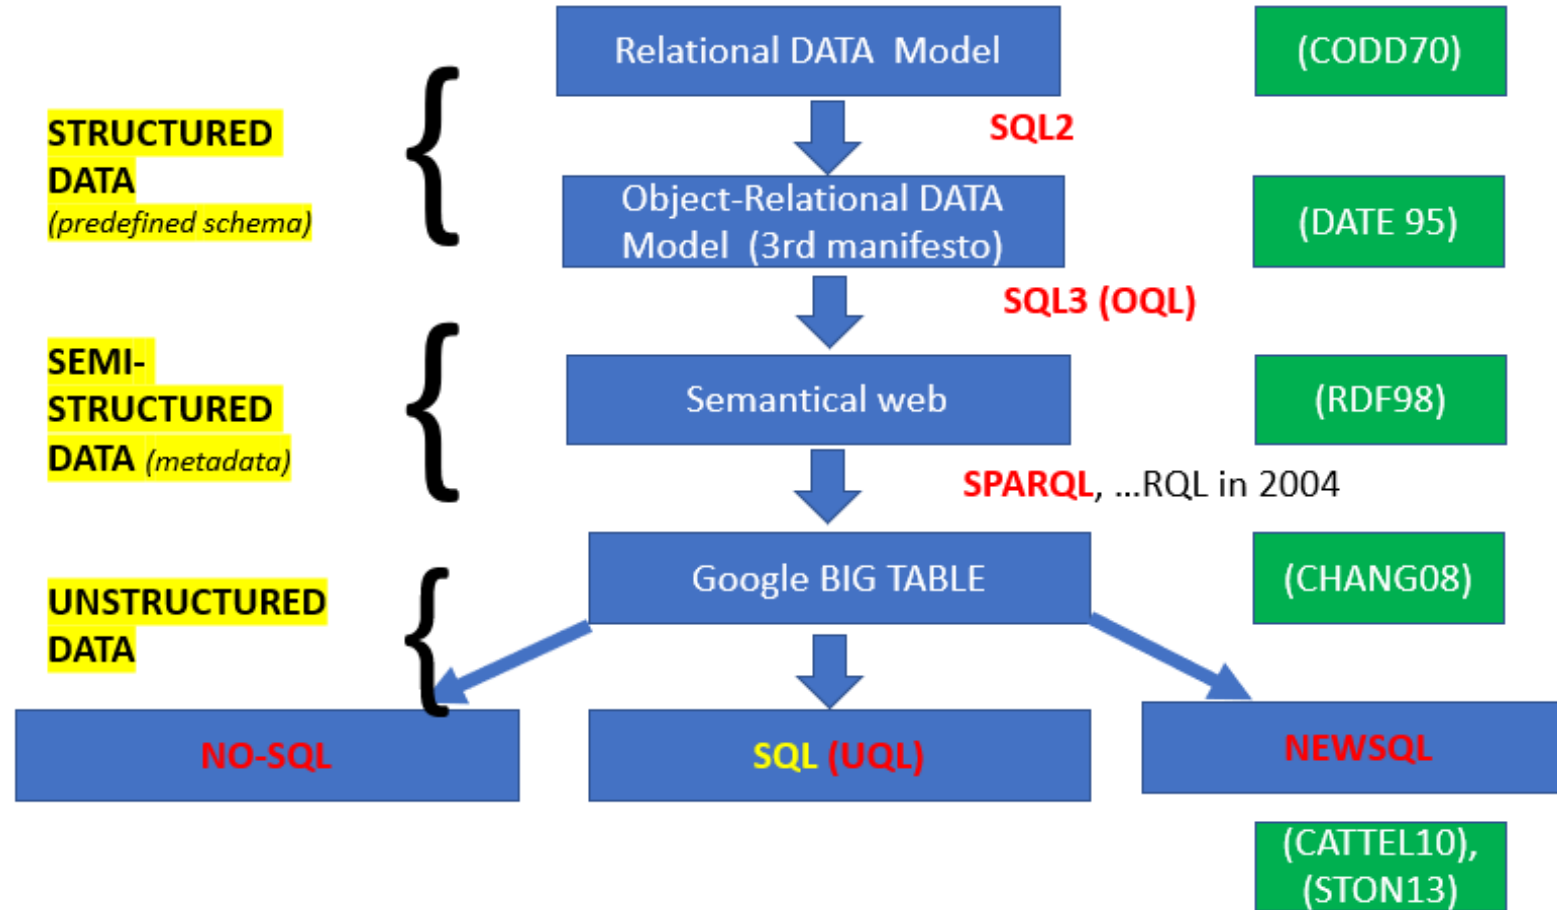 Relational DATA Model
(CODD70)
STRUCTURED
DATA
(predefined schema)
SQL2
Object-Relational DATA
Model (3rd manifesto)
(DATE 95)
SQL3 (OQL)
SEMI-
STRUCTURED
DATA (metadata)
Semantical web
(RDF98)
SPARQL, ...RQL in 2004
UNSTRUCTURED
DATA
Google BIG TABLE
(CHANG08)
NO-SQL
SQL (UQL)
NEWSQL
(CATTEL10),
(STON13)